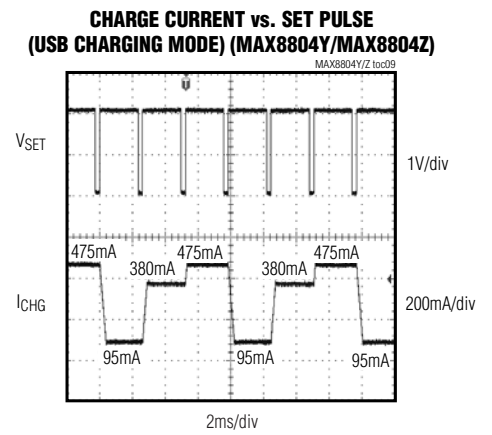 CHARGE CURRENT vs. SET PULSE
(USB CHARGING MODE) (MAX8804Y/MAX8804Z)
MAX8804Y/Z toc09
VSET
1V/div
475mA
380mA
475mA
380mA
475mA
ICHG
200mA/div
95mA
95mA
95mA
2ms/div